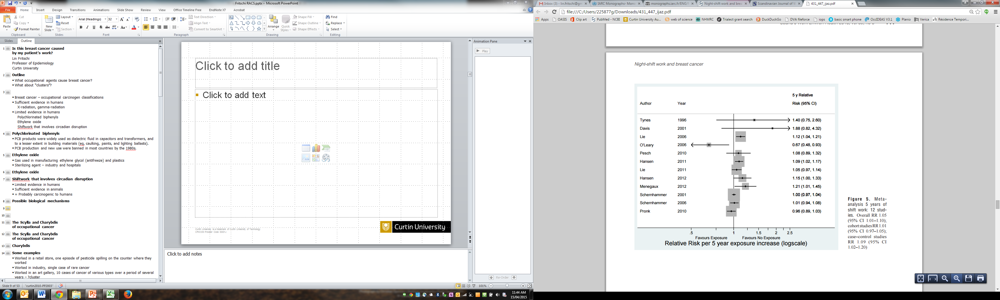 Fritschi RACS.pptx - Microsoft PowerPoint
File Home Insert Design Transitions Animations Slide Show Review View Office Timeline Free EndNote X7 Acrobat
Paste
Cut
Copy
Format Painter
Clipboard
New Slide
Layout
Reset
Section
Slides
Arial (Headings) 32
Font
Paragraph
Text Direction
Align Text
Convert to SmartArt
Arrange
Quick Styles
Shape Fill
Shape Outline
Shape Effects
Drawing
Find
Replace
Select
Editing
Slides Outline
1 Is this breast cancer caused
by my patient's work?
Lin Fritschi
Professor of Epidemiology
Curtin University
2 Outline
▪ What occupational agents cause breast cancer?
▪ What about "clusters"?
3
▪ Breast cancer – occupational carcinogen classifications
▪ Sufficient evidence in humans
X-radiation, gamma-radiation
▪ Limited evidence in humans
Polychlorinated biphenyls
Ethylene oxide
Shiftwork that involves circadian disruption
4 Polychlorinated biphenyls
▪ PCB products were widely used as dielectric fluid in capacitors and transformers, and
to a lesser extent in building materials (eg, caulking, paints, and lighting ballasts).
▪ PCB production and new use were banned in most countries by the 1980s.
5 Ethylene oxide
▪ Gas used in manufacturing ethylene glycol (antifreeze) and plastics
▪ Sterilizing agent – industry and hospitals
6 Ethylene oxide
7 Shiftwork that involves circadian disruption
▪ Limited evidence in humans
▪ Sufficient evidence in animals
▪ = Probably carcinogenic to humans
8 Possible biological mechanisms
9
10
11 The Scylla and Charybdis
of occupational cancer
12 The Scylla and Charybdis
of occupational cancer
13 Charybdis
14 Some examples
▪ Worked in a retail store, one episode of pesticide spilling on the counter where they
worked
▪ Worked in industry, single case of rare cancer
▪ Worked in an art gallery, 10 cases of cancer of various types over a period of several
years – ?cluster
Click to add title
Click to add text
Curtin University is a trademark of Curtin University of Technology
CRICOS Provider Code 00301J
Curtin University
Click to add notes
Animation Pane
Play
Re-Order
Slide 9 of 53 "curtin2010-PP2003" 101%
11:44 AM
15/04/2015
Inbox (3) - lin.fritschi@gm
IARC Monographs- Mono
monographs.iarc.fr/ENG/
Night-shift work and brea
Scandinavian Journal of
431_447_ijaz.pdf
file:///C:/Users/225877g/Downloads/431_447_ijaz.pdf
Apps OASIS Clip art PubMed - NCBI Curtin University Au... web of science NHMRC Trialect grant search DuckDuckGo DVA fileforce iops basic smart phone OccIDEAS V3.1 Planio Verica Résidence Tempori...
Night-shift work and breast cancer
5 y Relative
Author Year Risk (95% CI)
Tynes 1996 1.40 (0.75, 2.60)
Davis 2001 1.88 (0.82, 4.32)
Lie 2006 1.12 (1.04, 1.21)
O'Leary 2006 0.67 (0.48, 0.93)
Pesch 2010 1.08 (0.89, 1.32)
Hansen 2011 1.09 (1.02, 1.17)
Lie 2011 1.05 (0.97, 1.14)
Hansen 2012 1.15 (1.00, 1.33)
Menegaux 2012 1.21 (1.01, 1.45)
Schernhammer 2001 1.00 (0.97, 1.04)
Schernhammer 2006 1.01 (0.94, 1.08)
Pronk 2010 0.96 (0.89, 1.03)
.5 1 1.5 2 2.5
Favours Exposure Favours No Exposure
Relative Risk per 5 year exposure increase (logscale)
Figure 5. Meta-
analysis 5 years of
shift work: 12 stud-
ies. Overall RR 1.05
(95% CI 1.01–1.10);
cohort studies RR 1.01
(95% CI 0.97–1.05);
case–control studies
RR 1.09 (95% CI
1.02–1.20)